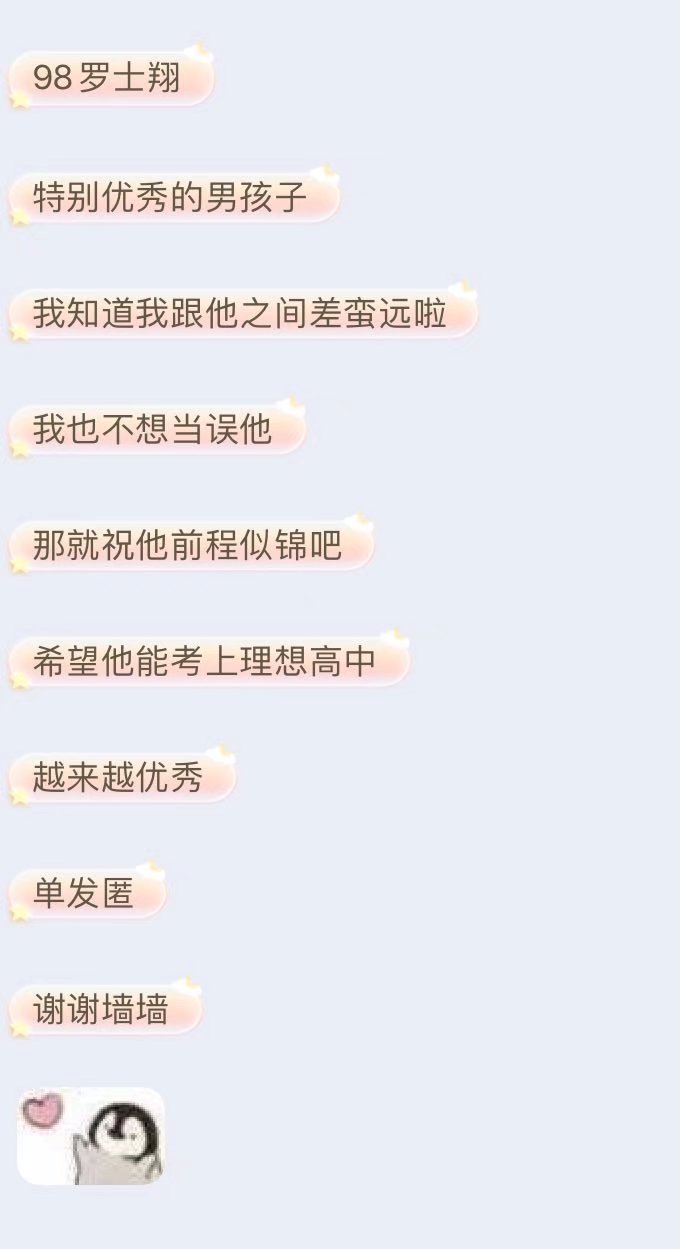 98罗士翔
特别优秀的男孩子
我知道我跟他之间差蛮远啦
我也不想当误他
那就祝他前程似锦吧
希望他能考上理想高中
越来越优秀
单发匿
谢谢墙墙